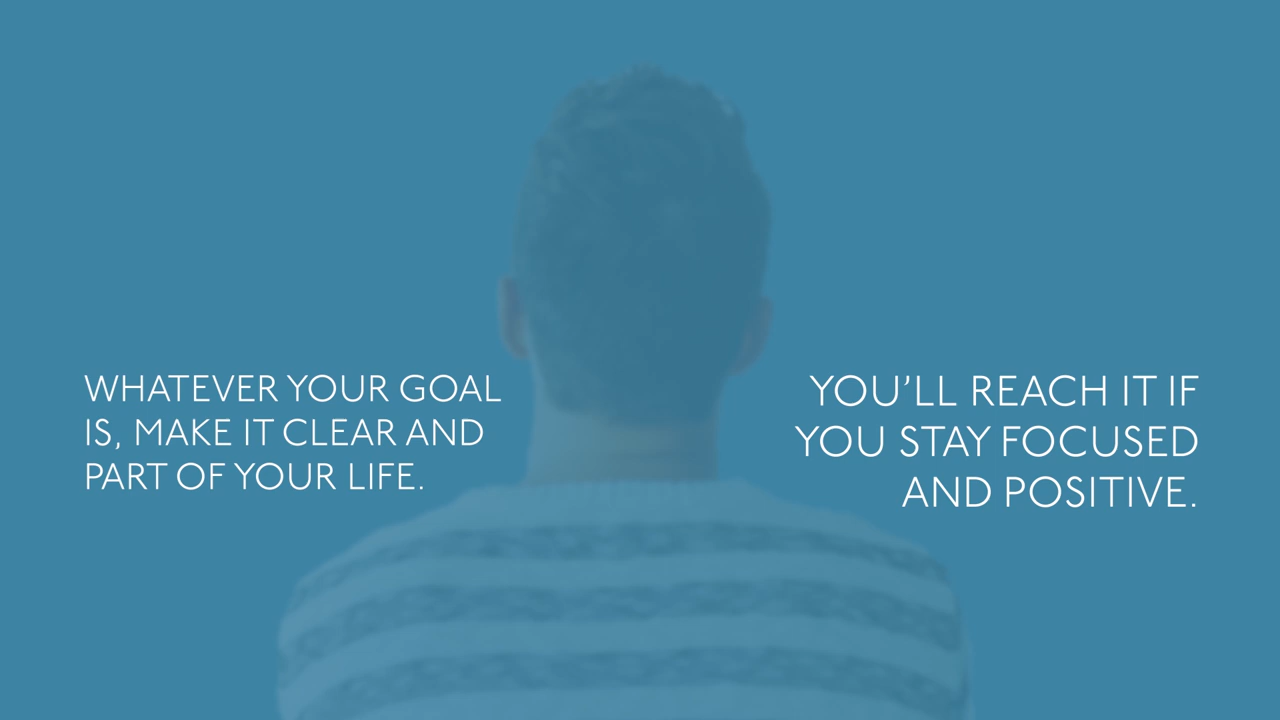 WHATEVER YOUR GOAL
IS, MAKE IT CLEAR AND
PART OF YOUR LIFE.
YOU’LL REACH IT IF
YOU STAY FOCUSED
AND POSITIVE.